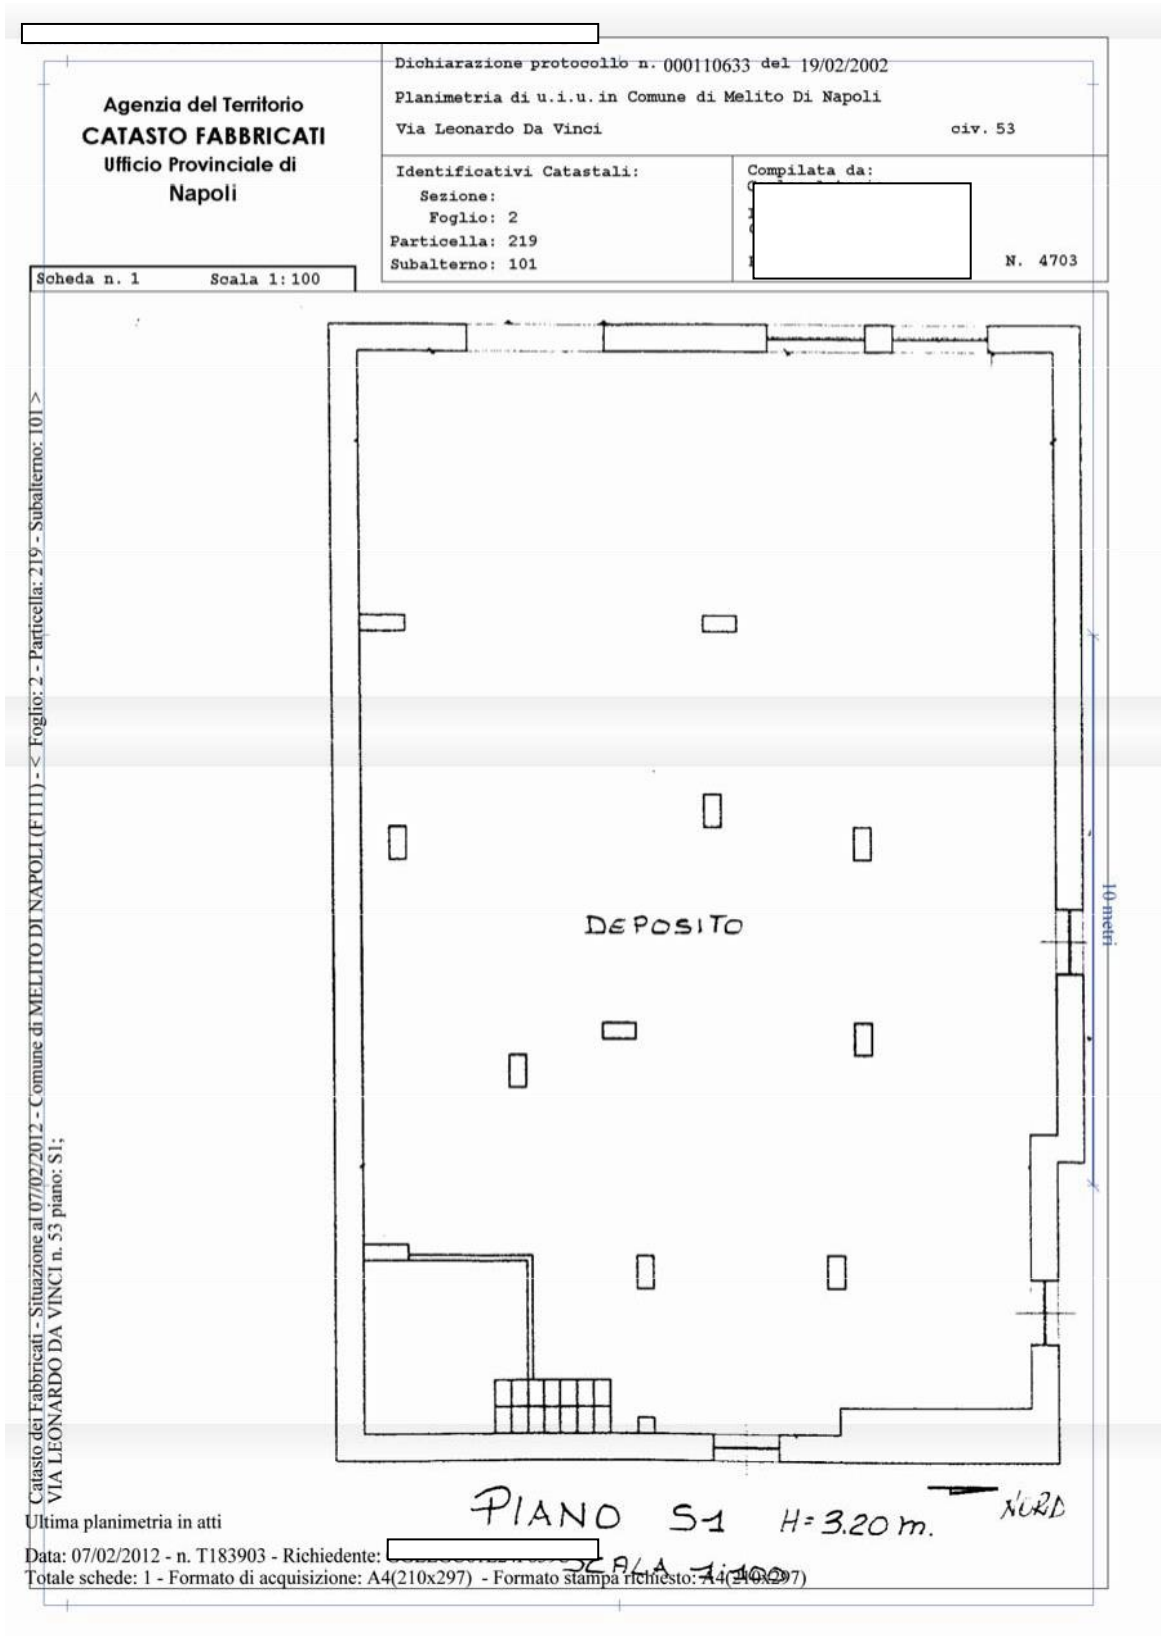 Dichiarazione protocollo n. 000110633 del 19/02/2002
Planimetria di u.i.u. in Comune di Melito Di Napoli
Via Leonardo Da Vinci civ. 53
Agenzia del Territorio
CATASTO FABBRICATI
Ufficio Provinciale di
Napoli
Identificativi Catastali:
Sezione:
Foglio: 2
Particella: 219
Subalterno: 101
Compilata da:
N. 4703
Scheda n. 1 Scala 1:100
Catasto dei Fabbricati - Situazione al 07/02/2012 - Comune di MELITO DI NAPOLI (F111) - < Foglio: 2 - Particella: 219 - Subalterno: 101 >
VIA LEONARDO DA VINCI n. 53 piano: S1;
10 metri
DEPOSITO
PIANO S1 H=3.20 m.
NORD
SCALA 1:100
Ultima planimetria in atti
Data: 07/02/2012 - n. T183903 - Richiedente:
Totale schede: 1 - Formato di acquisizione: A4(210x297) - Formato stampa richiesto: A4(210x297)